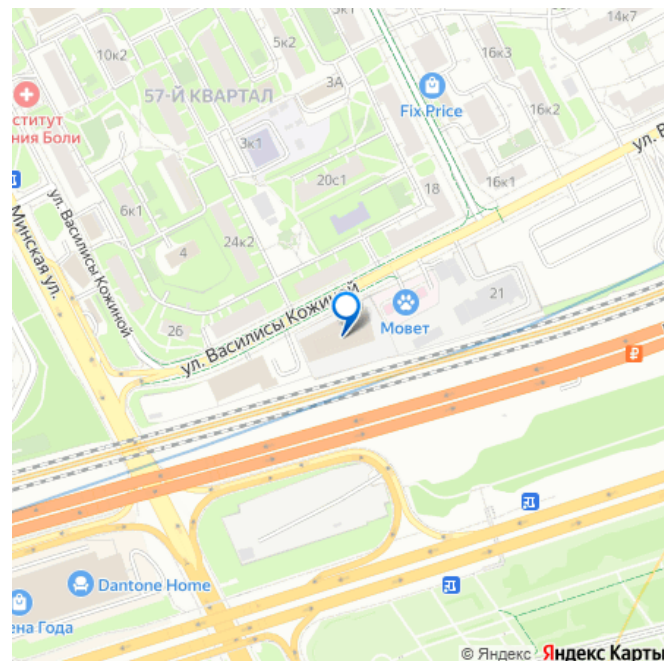 10к2
5к2
3к1
14к7
16к3
57-Й КВАРТАЛ
3А
Fix Price
16к2
ститут
ния Боли
3к1
20с1
ул. В
18
16к1
Минская ул.
ул. Василисы Кожиной
6к1
24к2
4
26
ул. Василисы Кожиной
21
Мовет
Dantone Home
ена Года
© Яндекс Яндекс Карты